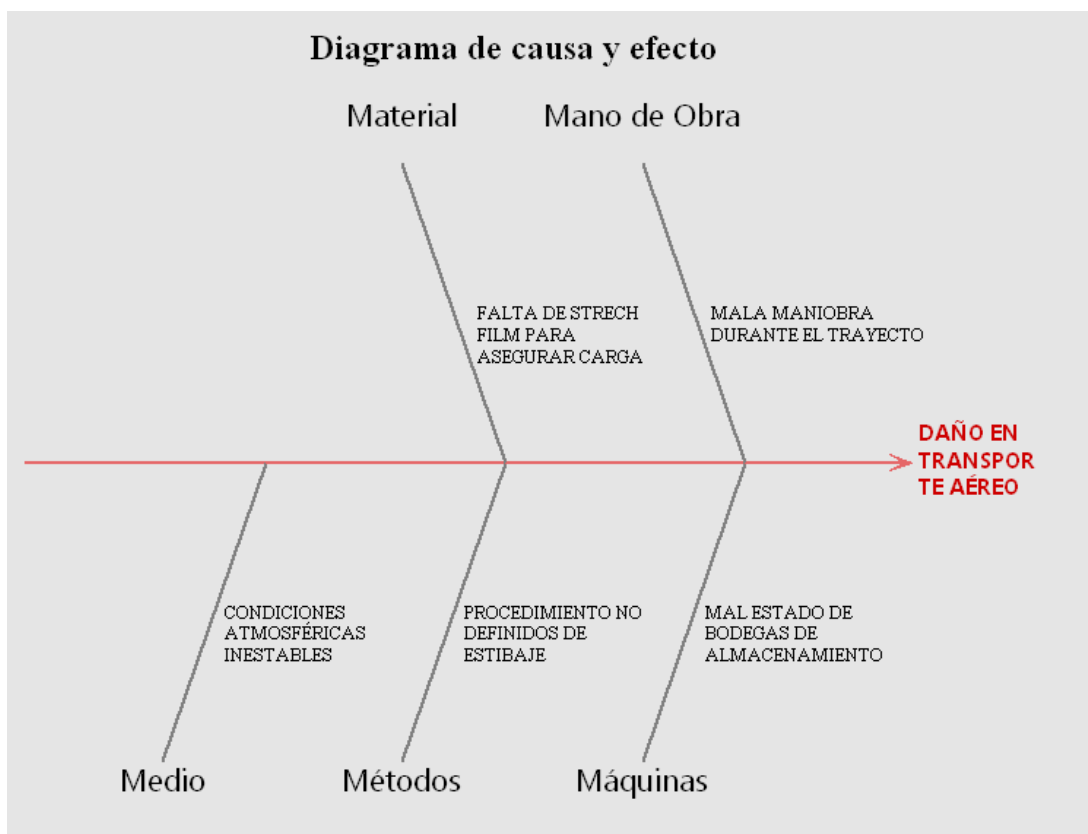 Diagrama de causa y efecto
Material
Mano de Obra
FALTA DE STRECH
FILM PARA
ASEGURAR CARGA
MALA MANIOBRA
DURANTE EL TRAYECTO
DAÑO EN
TRANSPOR
TE AÉREO
CONDICIONES
ATMOSFÉRICAS
INESTABLES
PROCEDIMIENTO NO
DEFINIDOS DE
ESTIBAJE
MAL ESTADO DE
BODEGAS DE
ALMACENAMIENTO
Medio
Métodos
Máquinas